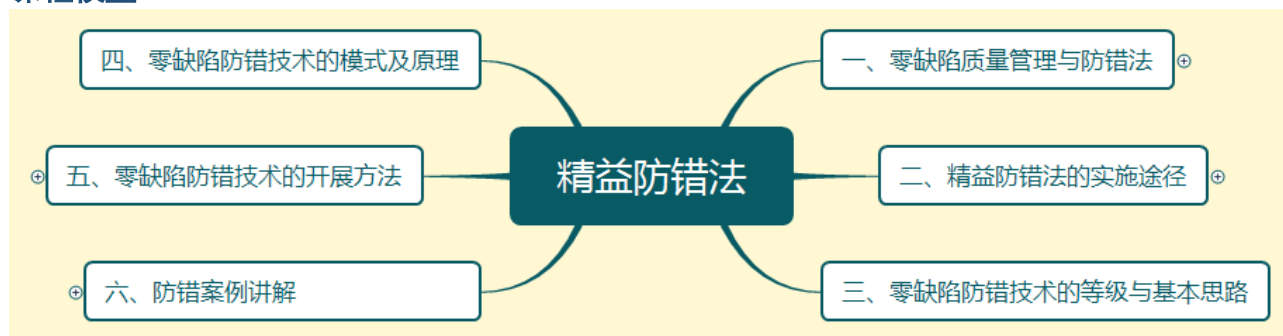 精益防错法
一、零缺陷质量管理与防错法
二、精益防错法的实施途径
三、零缺陷防错技术的等级与基本思路
四、零缺陷防错技术的模式及原理
五、零缺陷防错技术的开展方法
六、防错案例讲解